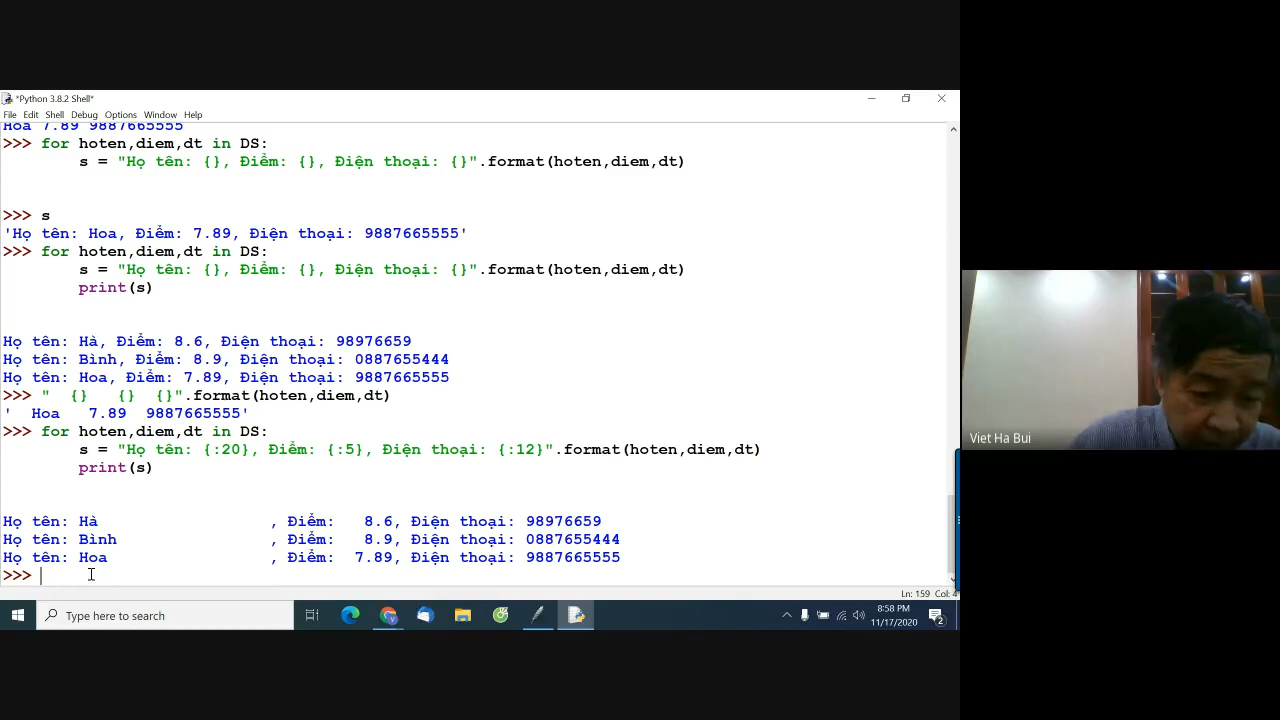 *Python 3.8.2 Shell*
File Edit Shell Debug Options Window Help
Hoa 7.89 9887665555
>>> for hoten,diem,dt in DS:
s = "Họ tên: {}, Điểm: {}, Điện thoại: {}".format(hoten,diem,dt)
>>> s
'Họ tên: Hoa, Điểm: 7.89, Điện thoại: 9887665555'
>>> for hoten,diem,dt in DS:
s = "Họ tên: {}, Điểm: {}, Điện thoại: {}".format(hoten,diem,dt)
print(s)
Họ tên: Hà, Điểm: 8.6, Điện thoại: 98976659
Họ tên: Bình, Điểm: 8.9, Điện thoại: 0887655444
Họ tên: Hoa, Điểm: 7.89, Điện thoại: 9887665555
>>> "  {}   {}  {}".format(hoten,diem,dt)
'  Hoa   7.89  9887665555'
>>> for hoten,diem,dt in DS:
s = "Họ tên: {:20}, Điểm: {:5}, Điện thoại: {:12}".format(hoten,diem,dt)
print(s)
Họ tên: Hà                  , Điểm:   8.6, Điện thoại: 98976659
Họ tên: Bình                , Điểm:   8.9, Điện thoại: 0887655444
Họ tên: Hoa                 , Điểm:  7.89, Điện thoại: 9887665555
>>>
Ln: 159 Col: 4
Type here to search
8:58 PM
11/17/2020
2
Viet Ha Bui